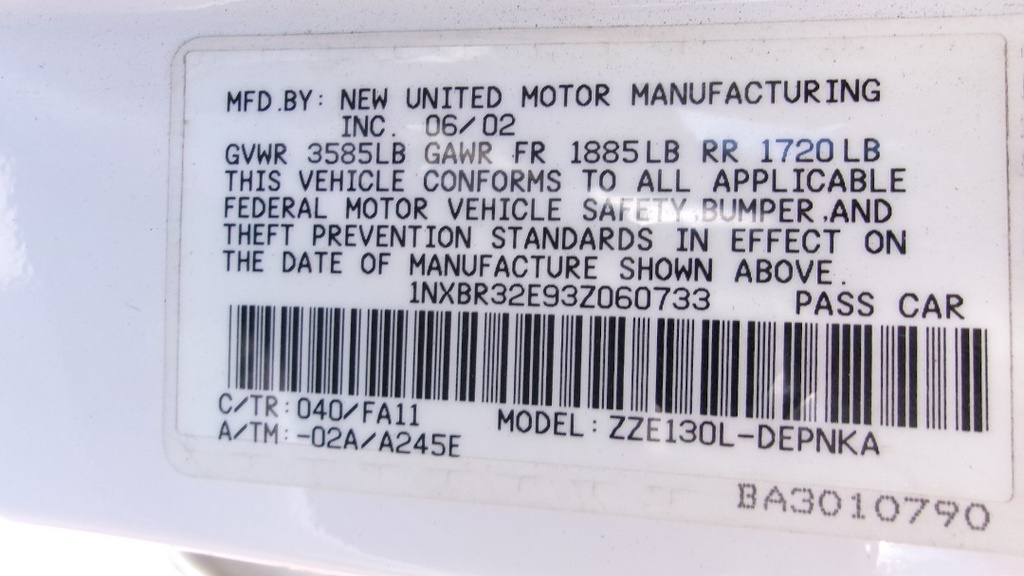 MFD.BY: NEW UNITED MOTOR MANUFACTURING
INC. 06/02
GVWR 3585LB GAWR FR 1885LB RR 1720LB
THIS VEHICLE CONFORMS TO ALL APPLICABLE
FEDERAL MOTOR VEHICLE SAFETY,BUMPER,AND
THEFT PREVENTION STANDARDS IN EFFECT ON
THE DATE OF MANUFACTURE SHOWN ABOVE.
1NXBR32E93Z060733 PASS CAR
C/TR:040/FA11 MODEL:ZZE130L-DEPNKA
A/TM:-02A/A245E
BA3010790